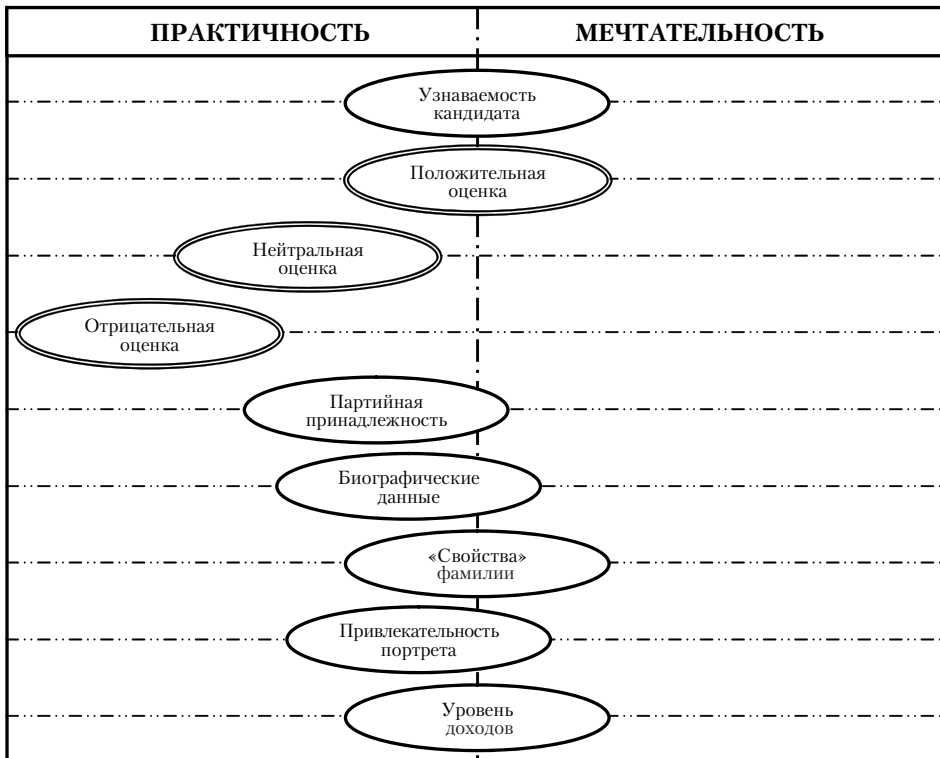 ПРАКТИЧНОСТЬ МЕЧТАТЕЛЬНОСТЬ
Узнаваемость
кандидата
Положительная
оценка
Нейтральная
оценка
Отрицательная
оценка
Партийная
принадлежность
Биографические
данные
«Свойства»
фамилии
Привлекательность
портрета
Уровень
доходов